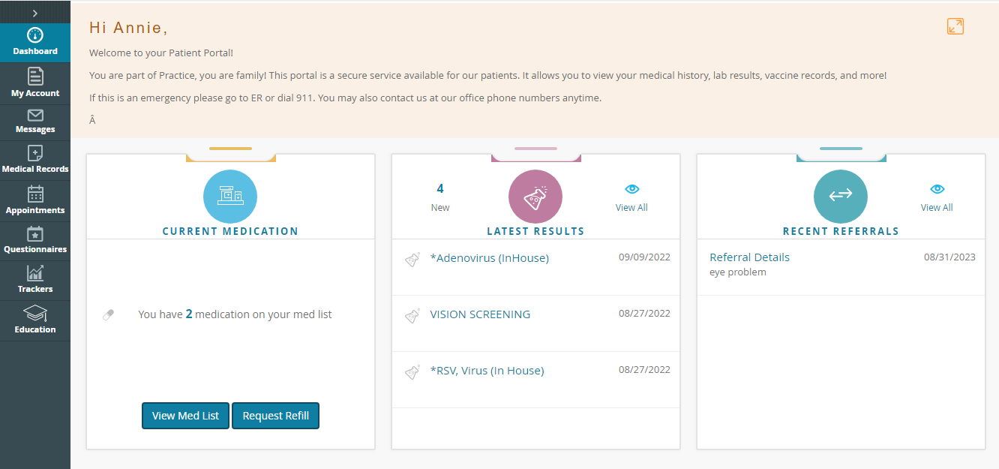 Dashboard
My Account
Messages
Medical Records
Appointments
Questionnaires
Trackers
Education
Hi Annie,
Welcome to your Patient Portal!
You are part of Practice, you are family! This portal is a secure service available for our patients. It allows you to view your medical history, lab results, vaccine records, and more!
If this is an emergency please go to ER or dial 911. You may also contact us at our office phone numbers anytime.
Â
CURRENT MEDICATION
You have 2 medication on your med list
View Med List Request Refill
4
New
View All
LATEST RESULTS
*Adenovirus (InHouse) 09/09/2022
VISION SCREENING 08/27/2022
*RSV, Virus (In House) 08/27/2022
View All
RECENT REFERRALS
Referral Details 08/31/2023
eye problem